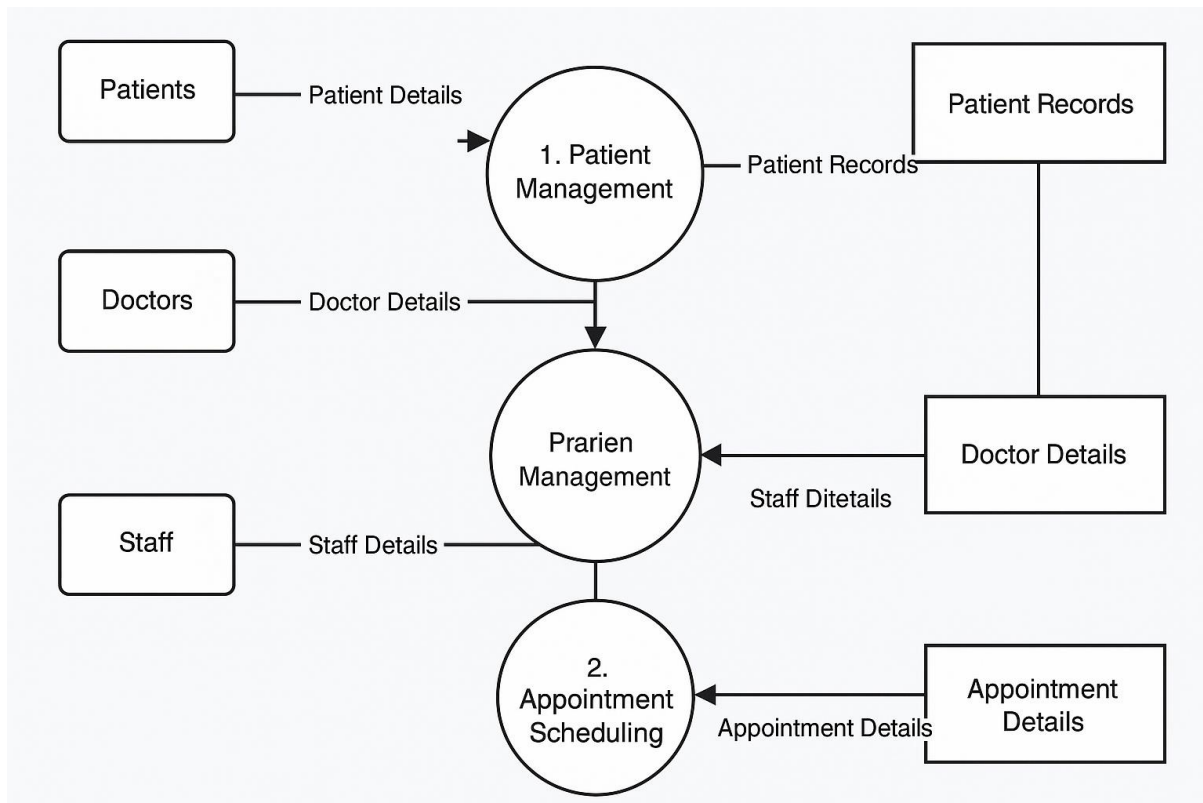 Patients
Patient Details
1. Patient
Management
Patient Records
Patient Records
Doctors
Doctor Details
Prarien
Management
Doctor Details
Staff Ditetails
Staff
Staff Details
2.
Appointment
Scheduling
Appointment Details
Appointment
Details